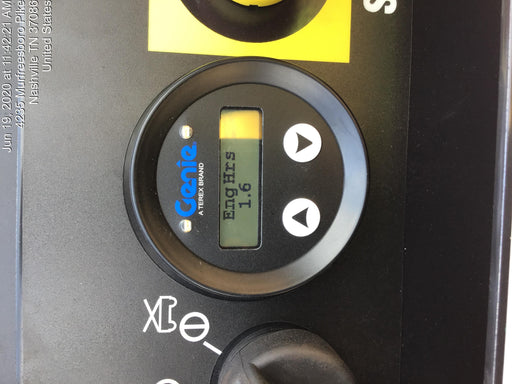 Jun 19, 2020 at 11:42:21 AM
4235 Murfreesboro Pike
Nashville TN 37086
United States
Genie
A TEREX BRAND
Eng Hrs
1.6
S